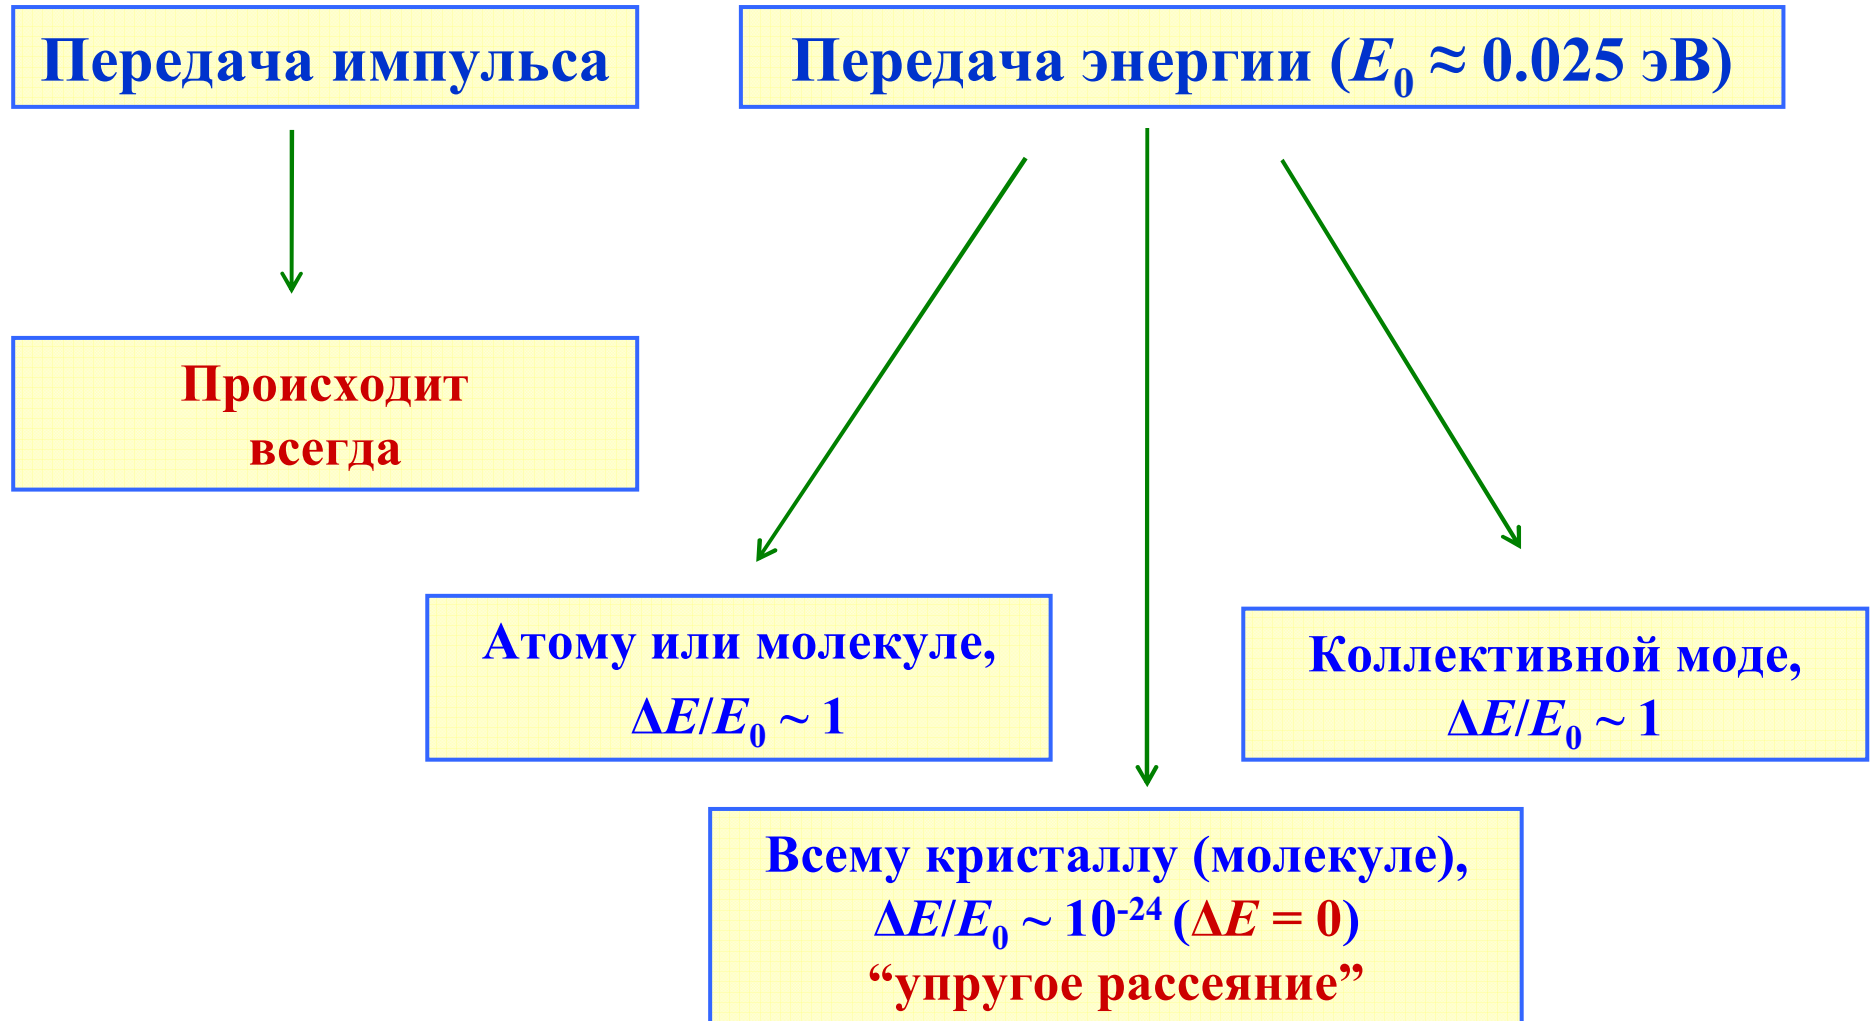 Передача импульса
Передача энергии (E₀ ≈ 0.025 эВ)
Происходит
всегда
Атому или молекуле,
ΔE/E₀ ~ 1
Коллективной моде,
ΔE/E₀ ~ 1
Всему кристаллу (молекуле),
ΔE/E₀ ~ 10⁻²⁴ (ΔE = 0)
“упругое рассеяние”